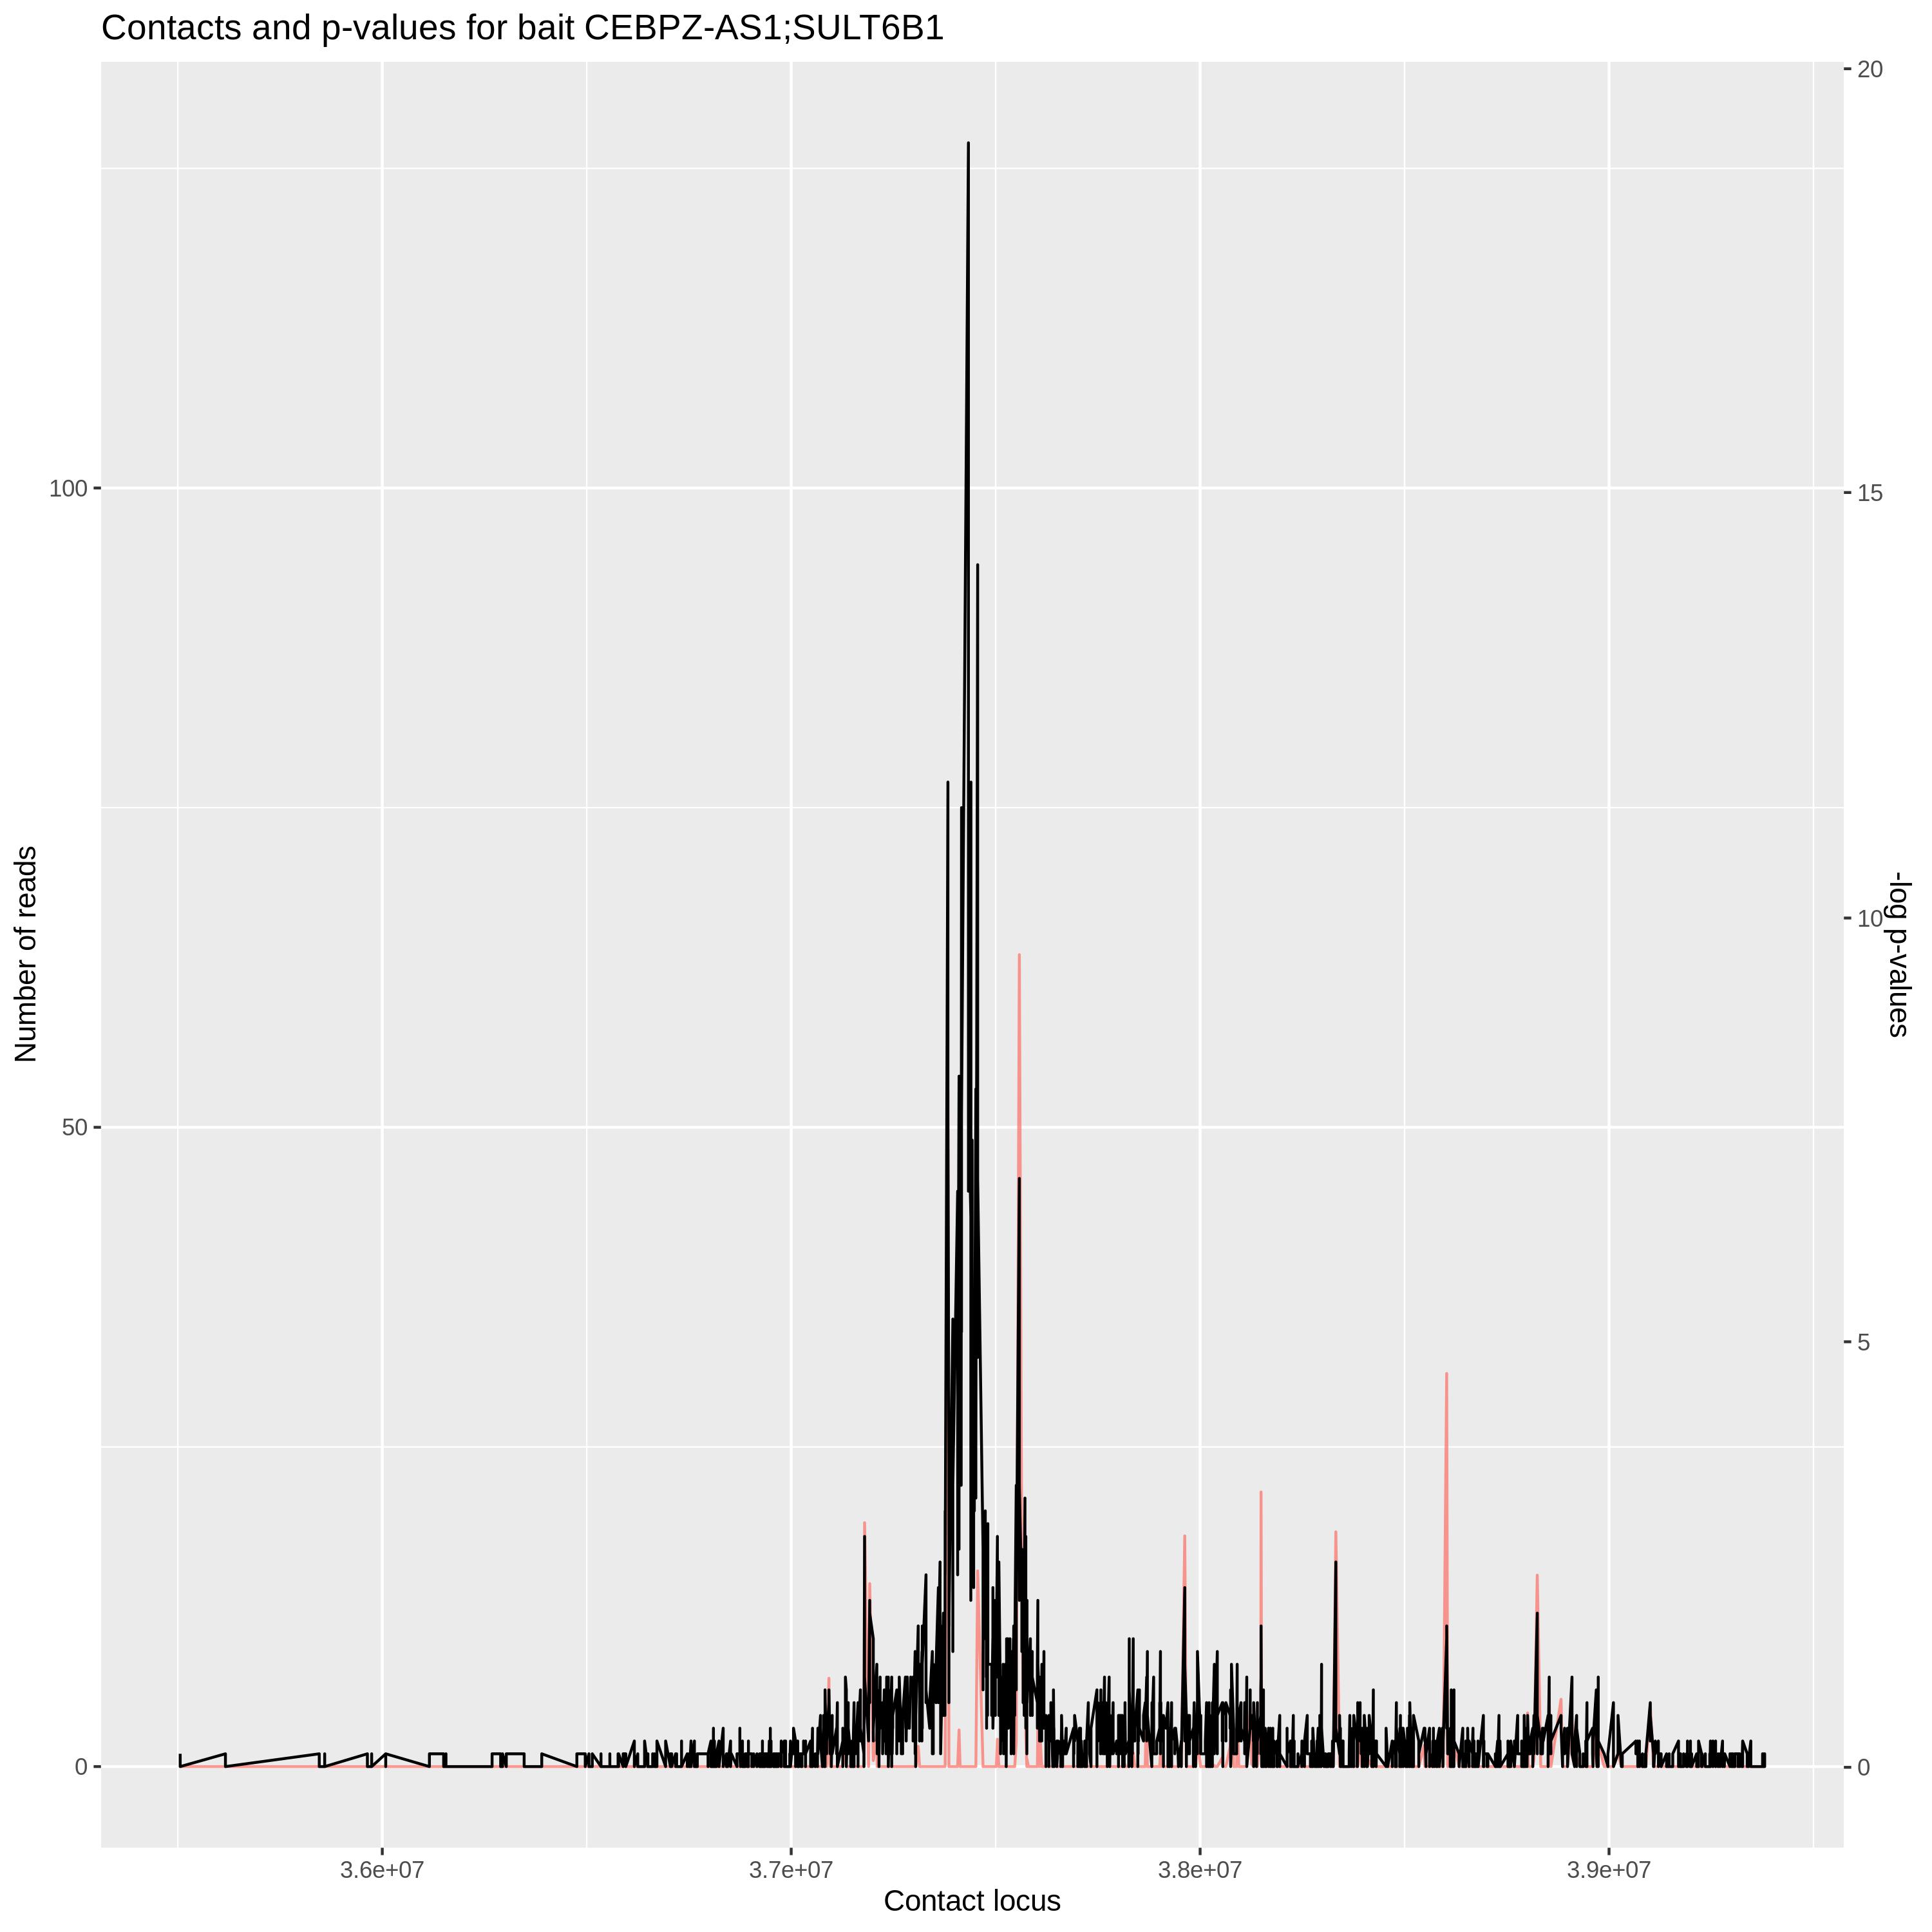 Contacts and p-values for bait CEBPZ-AS1;SULT6B1
20
100
15
Number of reads
-log p-values
10
50
5
0
0
3.6e+07
3.7e+07
3.8e+07
3.9e+07
Contact locus